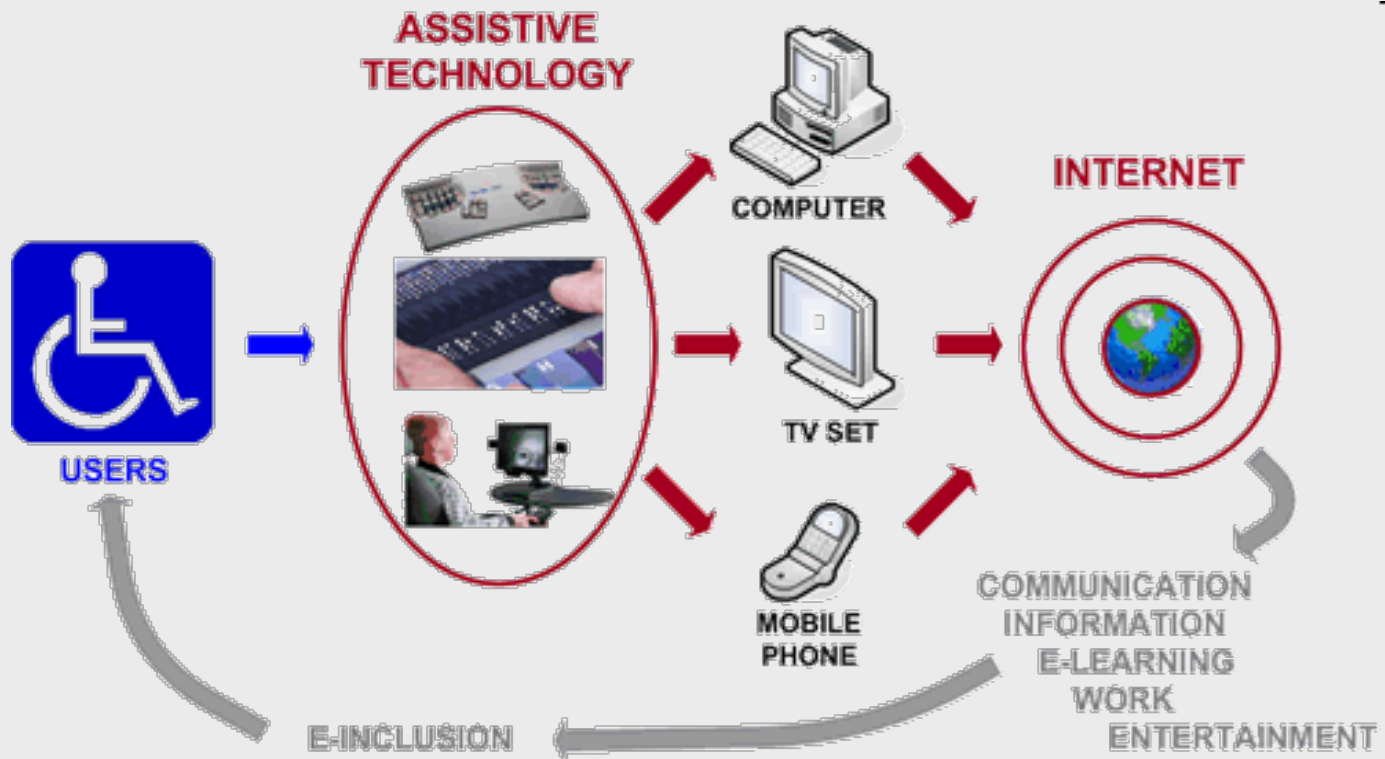 ASSISTIVE
TECHNOLOGY
COMPUTER
INTERNET
USERS
TV SET
MOBILE
PHONE
COMMUNICATION
INFORMATION
E-LEARNING
WORK
ENTERTAINMENT
E-INCLUSION